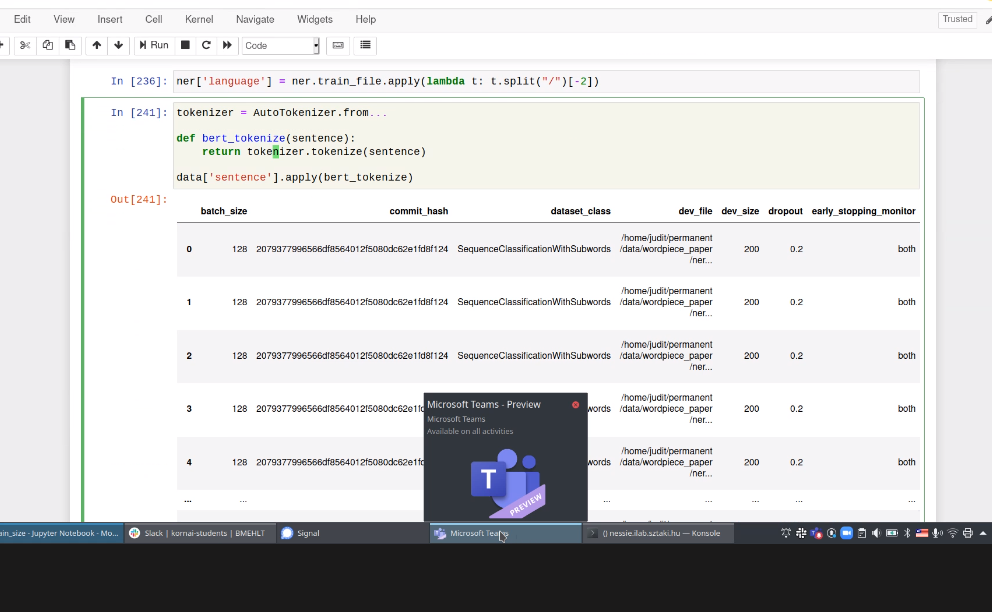 Edit View Insert Cell Kernel Navigate Widgets Help Trusted
Run Code
In [236]: ner['language'] = ner.train_file.apply(lambda t: t.split("/")[-2])
In [241]: tokenizer = AutoTokenizer.from...
def bert_tokenize(sentence):
return tokenizer.tokenize(sentence)
data['sentence'].apply(bert_tokenize)
Out[241]:
batch_size commit_hash dataset_class dev_file dev_size dropout early_stopping_monitor
/home/judit/permanent
0 128 2079377996566df8564012f5080dc62e1fd8f124 SequenceClassificationWithSubwords /data/wordpiece_paper 200 0.2 both
/ner...
/home/judit/permanent
1 128 2079377996566df8564012f5080dc62e1fd8f124 SequenceClassificationWithSubwords /data/wordpiece_paper 200 0.2 both
/ner...
/home/judit/permanent
2 128 2079377996566df8564012f5080dc62e1fd8f124 SequenceClassificationWithSubwords /data/wordpiece_paper 200 0.2 both
/ner...
/home/judit/permanent
3 128 2079377996566df8564012f5080dc62e1fd words /data/wordpiece_paper 200 0.2 both
/ner...
/home/judit/permanent
4 128 2079377996566df8564012f5080dc62e1fd words /data/wordpiece_paper 200 0.2 both
/ner...
... ... ... ... ... ... ...
Microsoft Teams - Preview
Microsoft Teams
Available on all activities
T
PREVIEW
ain_size - Jupyter Notebook - Mo... Slack | kornai-students | BMEHLT Signal Microsoft Teams () nessie.ilab.sztaki.hu — Konsole